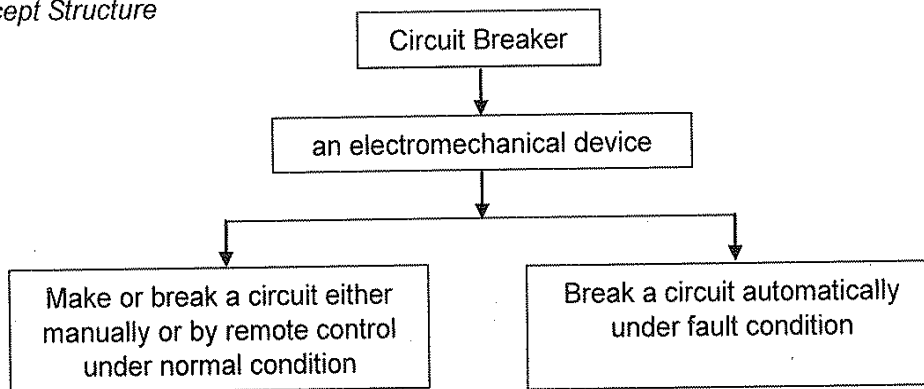 cept Structure
Circuit Breaker
an electromechanical device
Make or break a circuit either
manually or by remote control
under normal condition
Break a circuit automatically
under fault condition